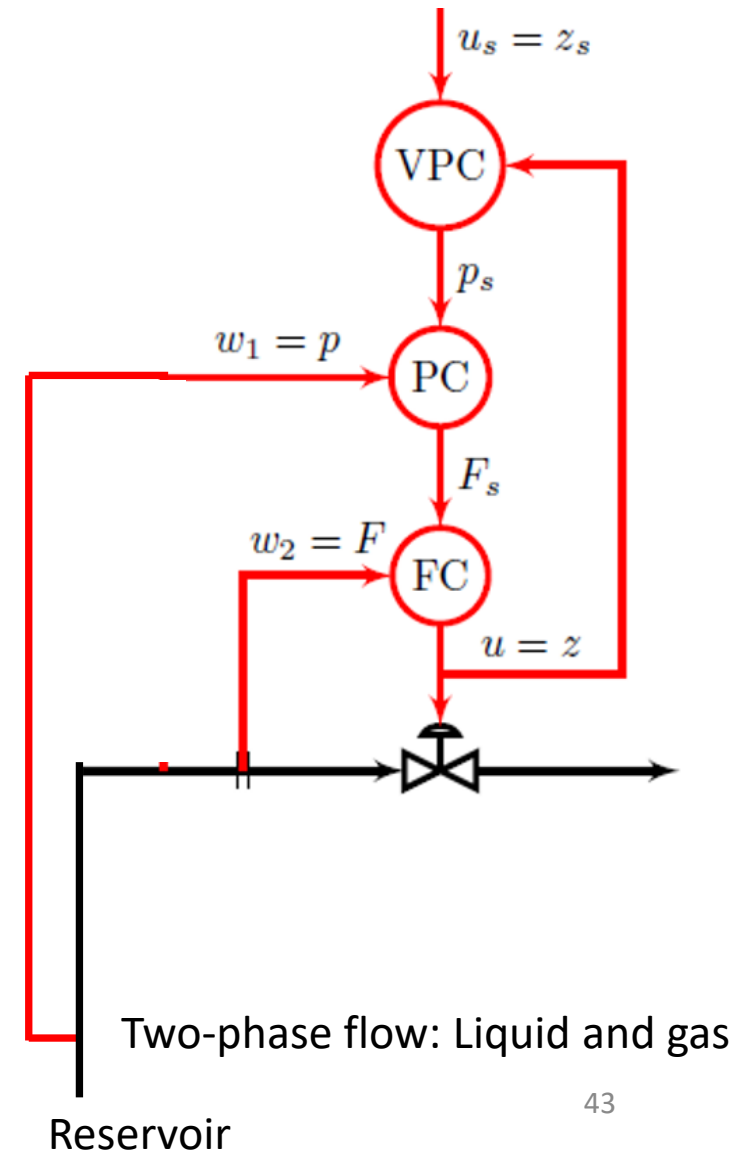 u_s = z_s
VPC
p_s
w_1 = p
PC
F_s
w_2 = F
FC
u = z
Two-phase flow: Liquid and gas
43
Reservoir